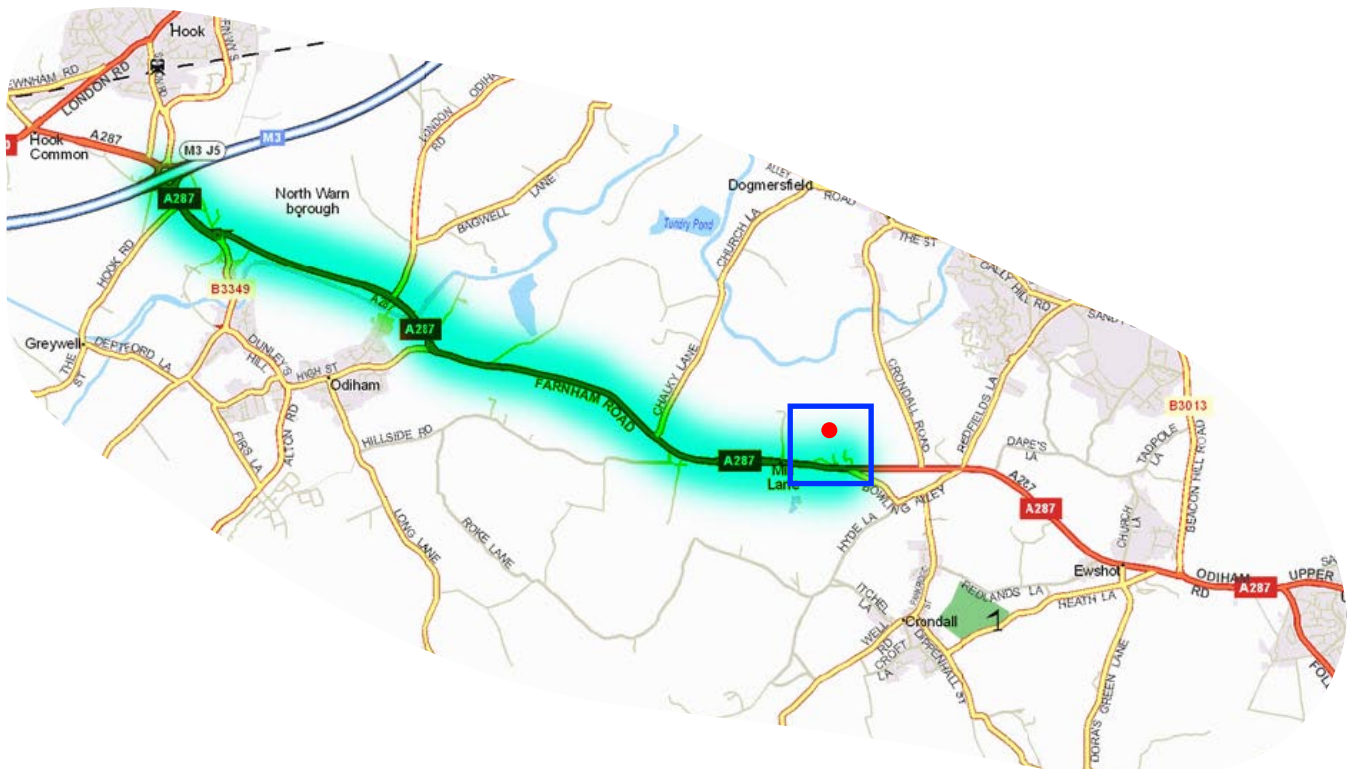 Hook
LONDON RD
Hook
Common
A287
M3 J5
M3
A287
North Warn
borough
LONDON
RD
BAGWELL LANE
HOOK RD
B3349
A287
A287
Greywell
THE
ST
DEPTFORD LA
DUNLEY'S
HILL
HIGH ST
Odiham
FIRS LA
ALTON RD
HILLSIDE RD
LONG LANE
ROKE LANE
FARNHAM ROAD
CHALKY LANE
CHURCH LA
Tundry Pond
Dogmersfield
ALLEY
ROAD
THE ST
HILL RD
B3013
CRONDALL ROAD
REDFIELDS LA
DARE'S
LA
TADPOLE
LA
BEACON HILL ROAD
A287
Lane
BOWLING ALLEY
HYDE LA
A287
A287
CHURCH
LA
Ewshot
ODIHAM
RD
A287
UPPER
REDLANDS LA
HEATH LA
ITCHEL
LA
WELL
RD
CROFT
LA
Crondall
DIPPENHALL ST
DORA'S GREEN LANE